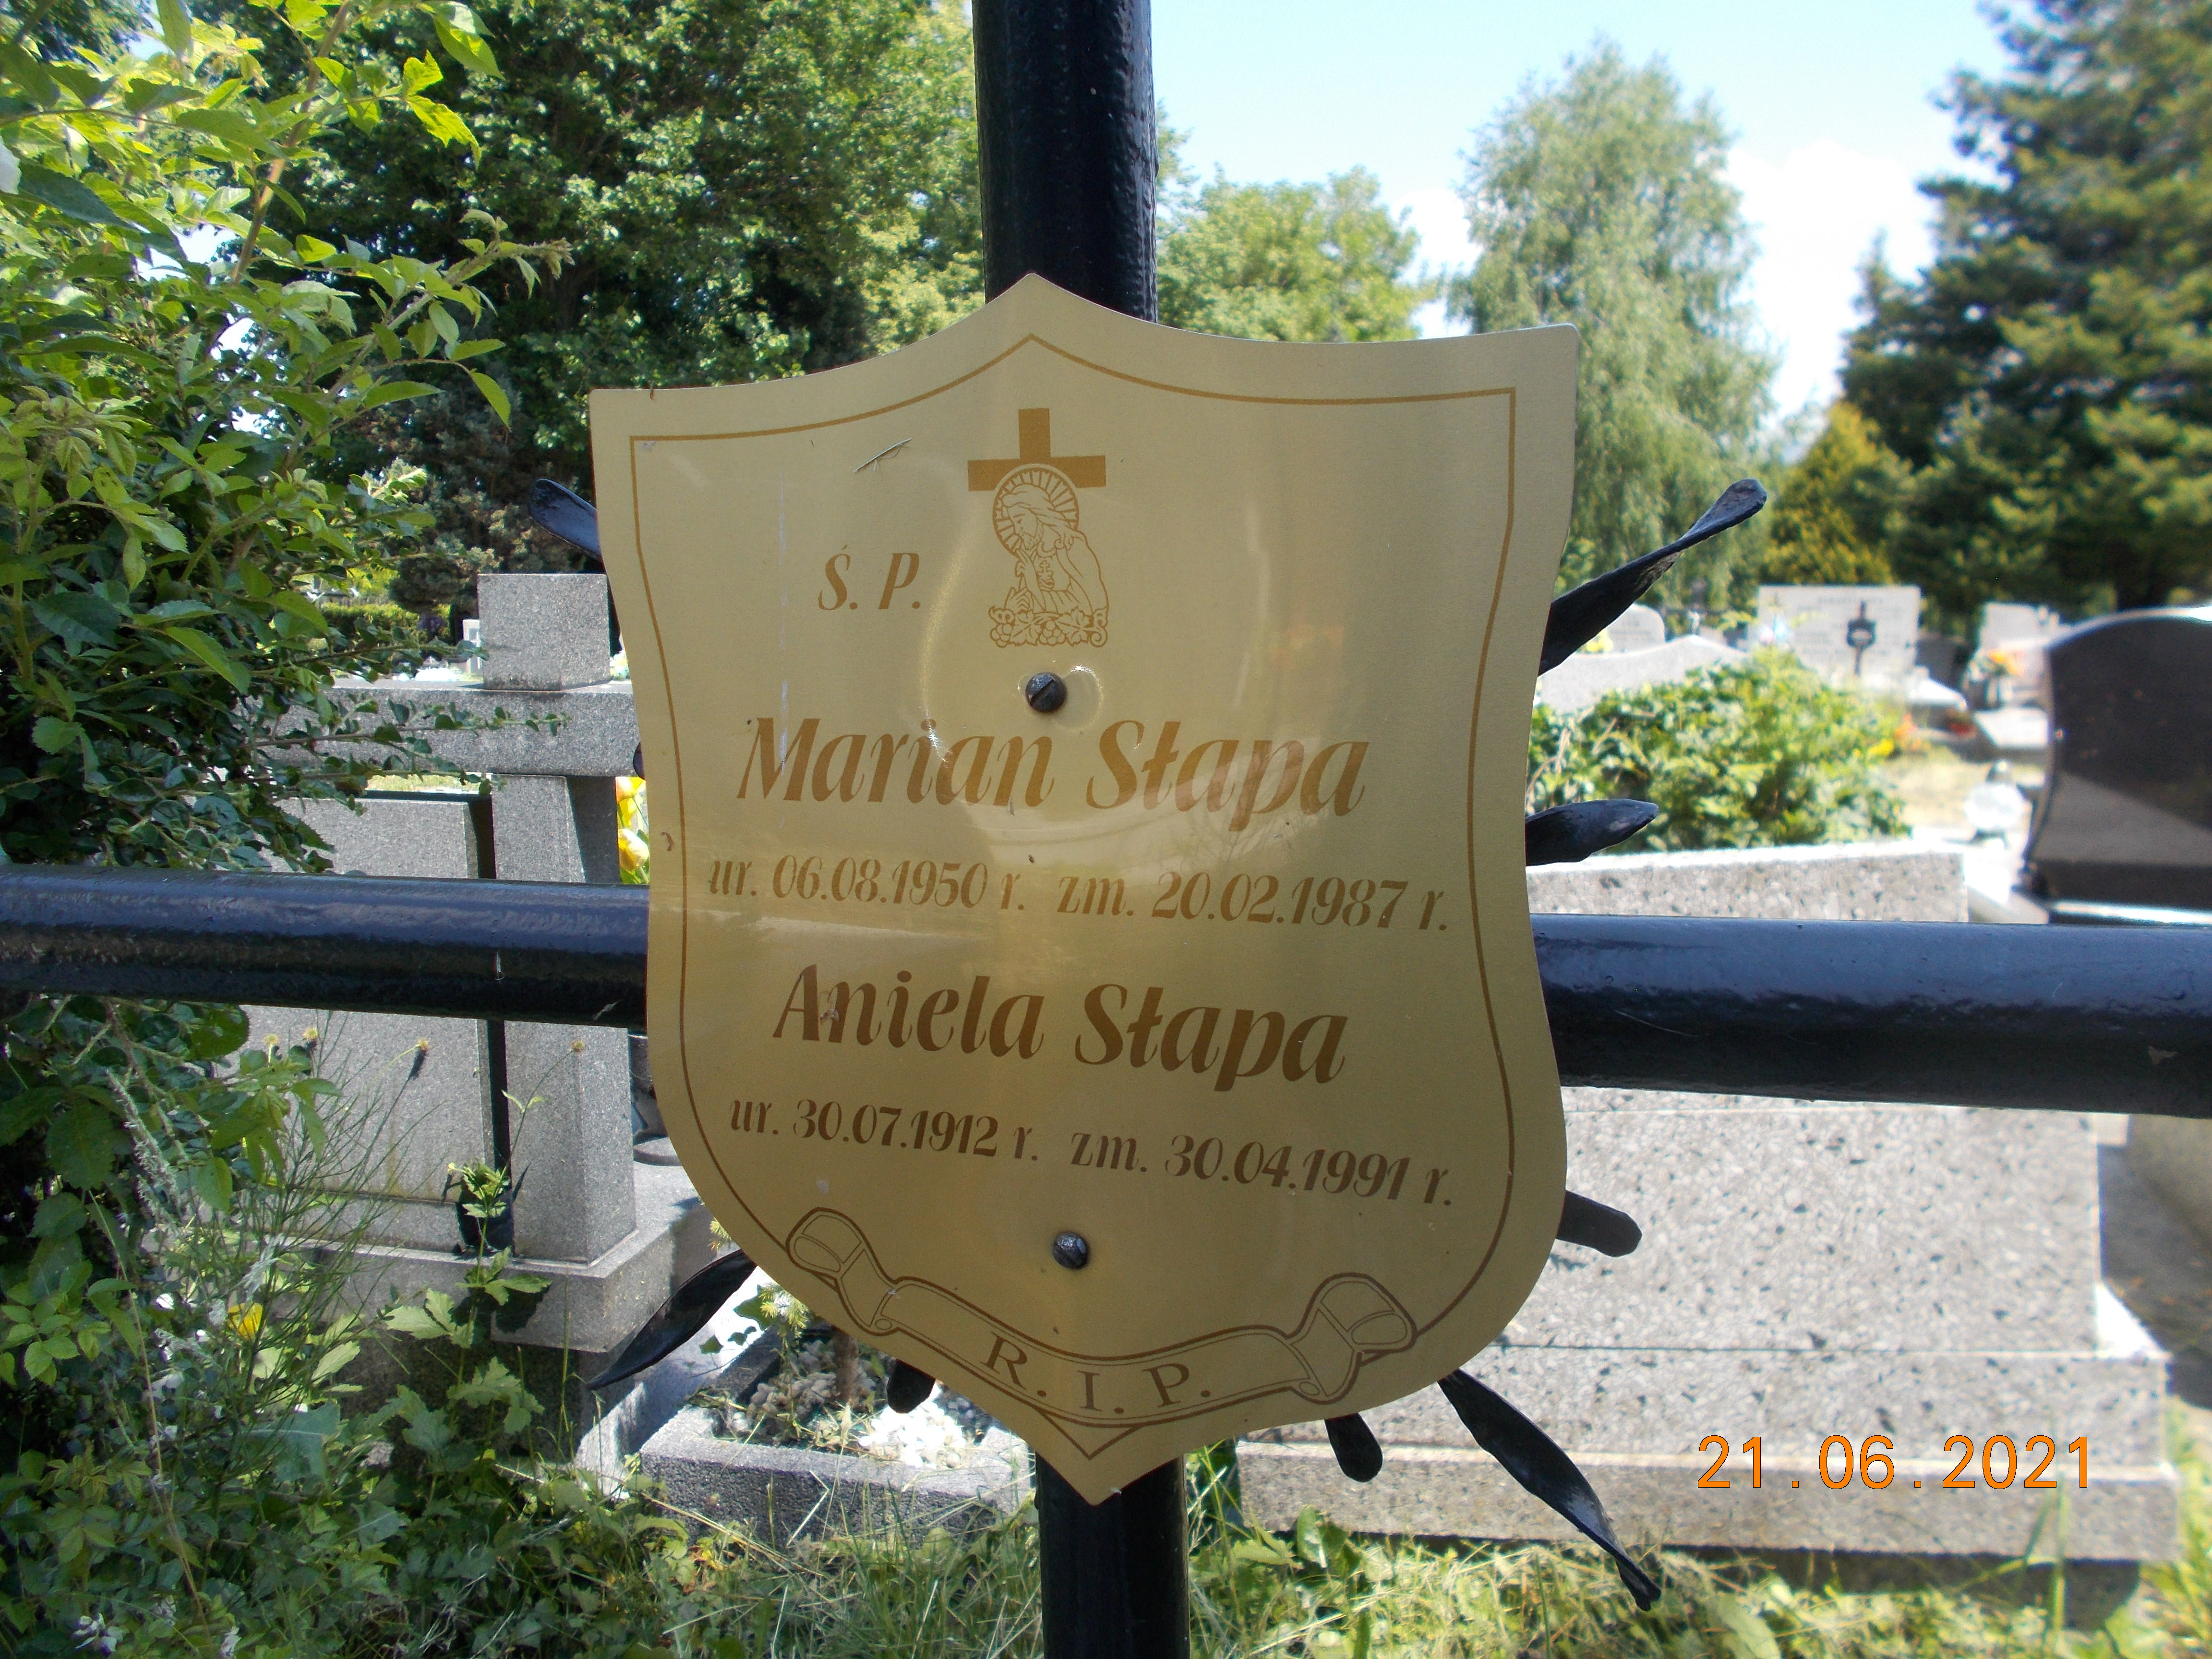 Ś. P.
Marian Słapa
ur. 06.08.1950 r. zm. 20.02.1987 r.
Aniela Słapa
ur. 30.07.1912 r. zm. 30.04.1991 r.
R. I. P.
21.06.2021